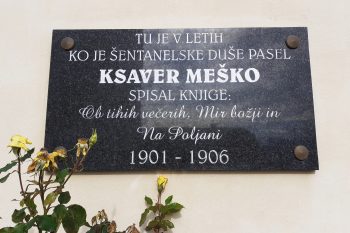 TU JE V LETIH
KO JE ŠENTANELSKE DUŠE PASEL
KSAVER MEŠKO
SPISAL KNJIGE:
Ob tihih večerih, Mir božji in
Na Poljani
1901 - 1906